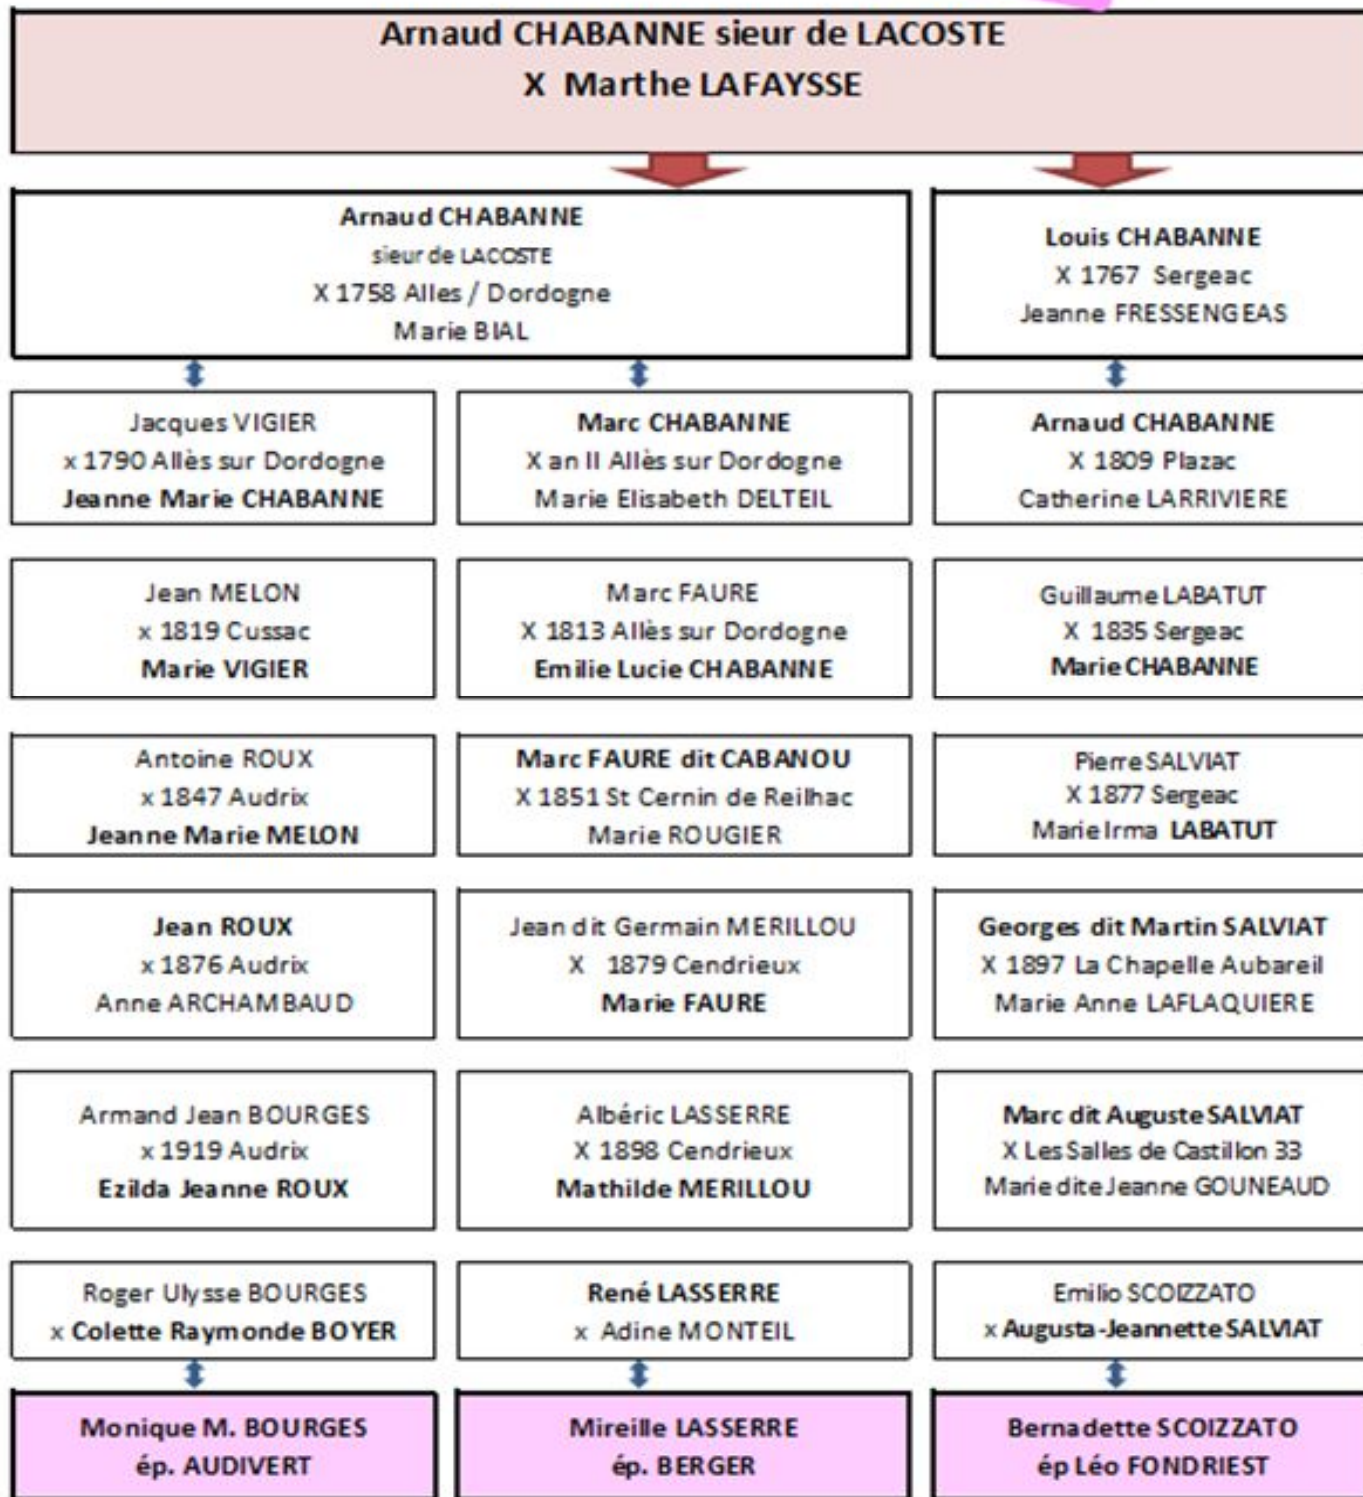 Arnaud CHABANNE sieur de LACOSTE
X Marthe LAFAYSSE
Arnaud CHABANNE
sieur de LACOSTE
X 1758 Alles / Dordogne
Marie BIAL
Louis CHABANNE
X 1767 Sergeac
Jeanne FRESSENGEAS
Jacques VIGIER
x 1790 Allès sur Dordogne
Jeanne Marie CHABANNE
Marc CHABANNE
X an II Allès sur Dordogne
Marie Elisabeth DELTEIL
Arnaud CHABANNE
X 1809 Plazac
Catherine LARRIVIERE
Jean MELON
x 1819 Cussac
Marie VIGIER
Marc FAURE
X 1813 Allès sur Dordogne
Emilie Lucie CHABANNE
Guillaume LABATUT
X 1835 Sergeac
Marie CHABANNE
Antoine ROUX
x 1847 Audrix
Jeanne Marie MELON
Marc FAURE dit CABANOU
X 1851 St Cernin de Reilhac
Marie ROUGIER
Pierre SALVIAT
X 1877 Sergeac
Marie Irma LABATUT
Jean ROUX
x 1876 Audrix
Anne ARCHAMBAUD
Jean dit Germain MERILLOU
X 1879 Cendrieux
Marie FAURE
Georges dit Martin SALVIAT
X 1897 La Chapelle Aubareil
Marie Anne LAFLAQUIERE
Armand Jean BOURGES
x 1919 Audrix
Ezilda Jeanne ROUX
Albéric LASSERRE
X 1898 Cendrieux
Mathilde MERILLOU
Marc dit Auguste SALVIAT
X Les Salles de Castillon 33
Marie dite Jeanne GOUNEAUD
Roger Ulysse BOURGES
x Colette Raymonde BOYER
René LASSERRE
x Adine MONTEIL
Emilio SCOIZZATO
x Augusta-Jeannette SALVIAT
Monique M. BOURGES
ép. AUDIVERT
Mireille LASSERRE
ép. BERGER
Bernadette SCOIZZATO
ép Léo FONDRIEST